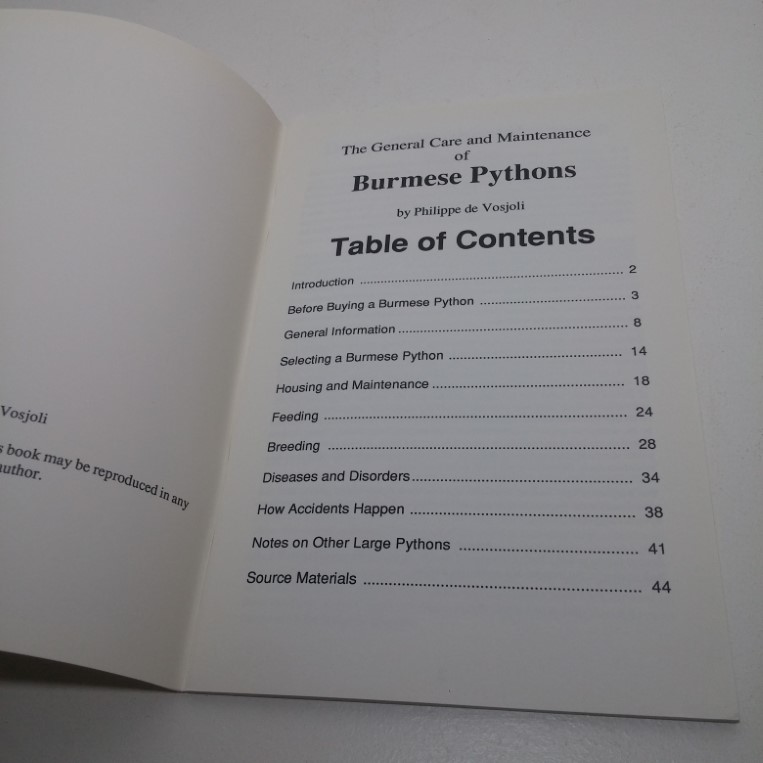 Vosjoli
book may be reproduced in any
author.
The General Care and Maintenance
of
Burmese Pythons
by Philippe de Vosjoli
Table of Contents
Introduction ........................................................ 2
Before Buying a Burmese Python .................................. 3
General Information ..................................................... 8
Selecting a Burmese Python ........................................ 14
Housing and Maintenance ............................................ 18
Feeding .................................................................. 24
Breeding .................................................................. 28
Diseases and Disorders ................................................ 34
How Accidents Happen ................................................. 38
Notes on Other Large Pythons ....................................... 41
Source Materials ............................................................ 44